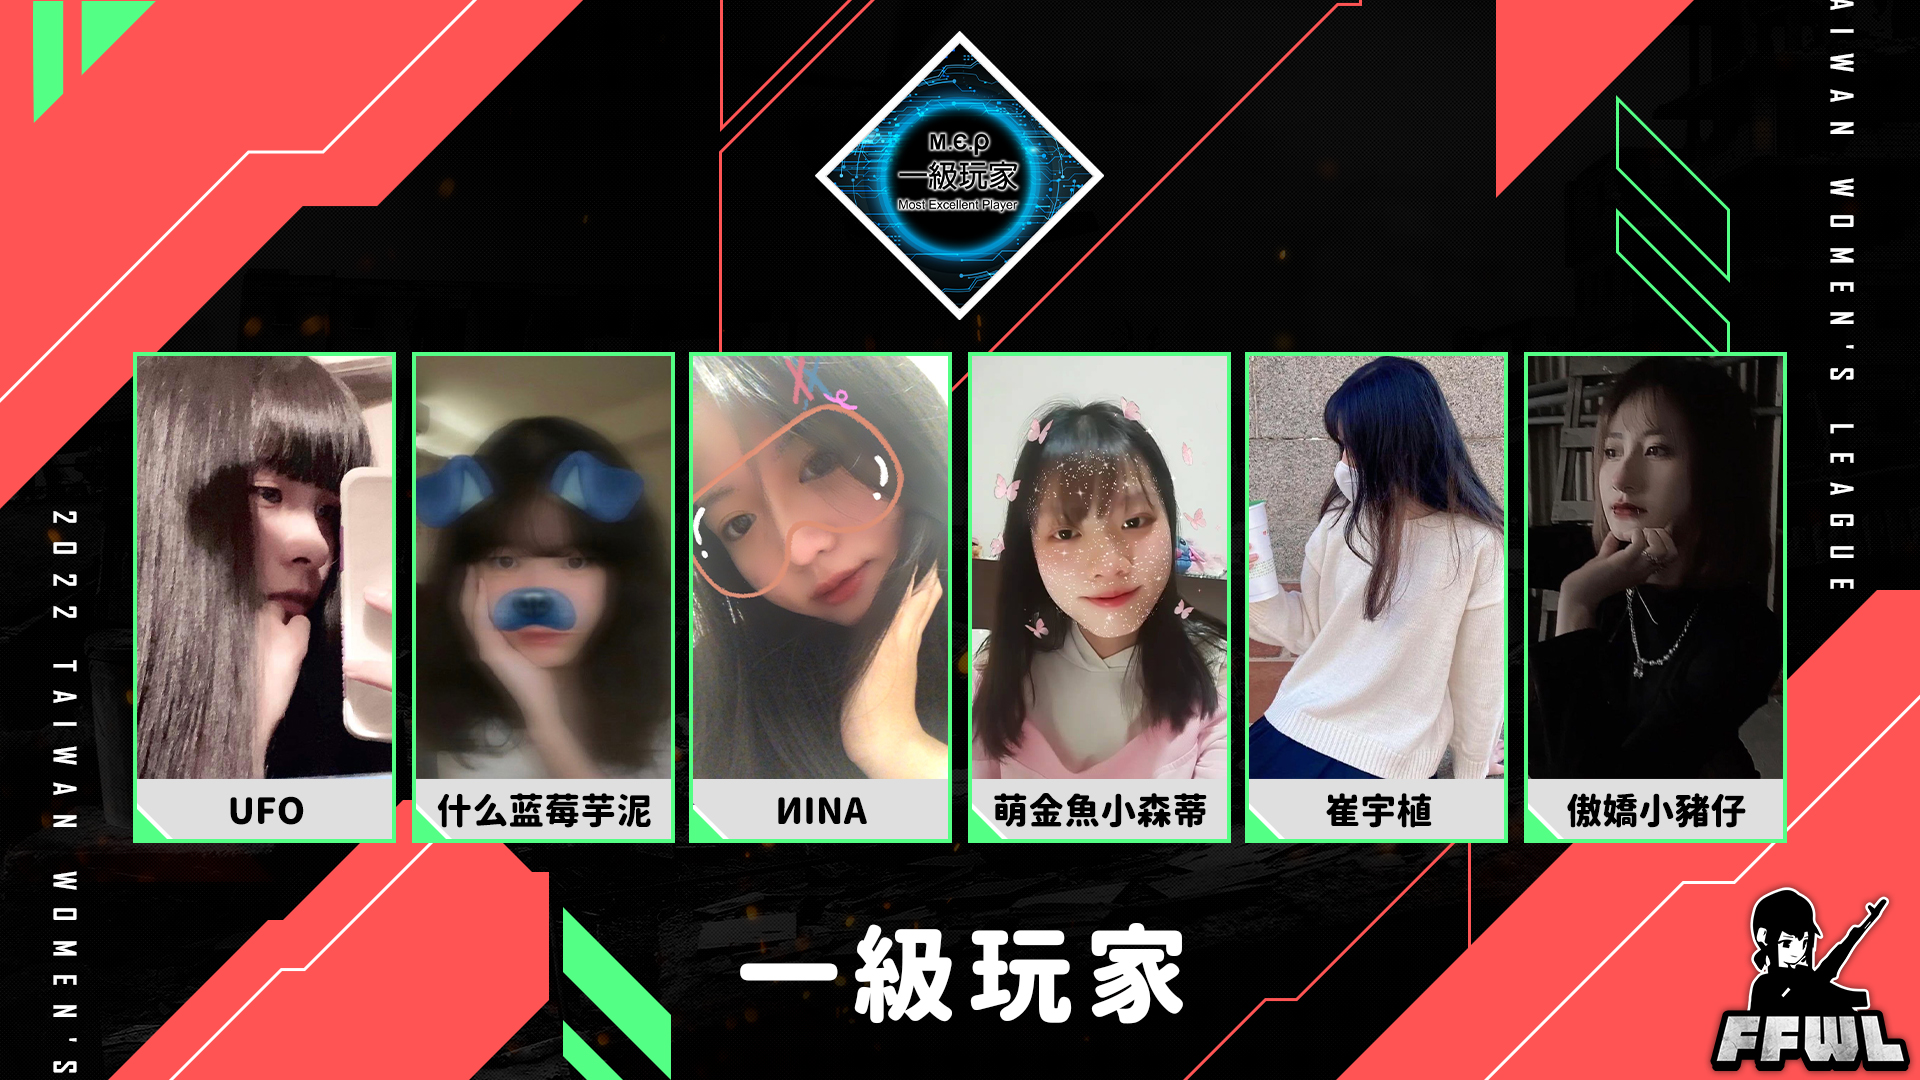 M.Є.ρ
一級玩家
Most Excellent Player
AIWAN WOMEN'S LEAGUE
2022 TAIWAN WOMEN'S
UFO
什么蓝莓芋泥
ИINA
萌金魚小森蒂
崔宇植
傲嬌小豬仔
一級玩家
FFWL